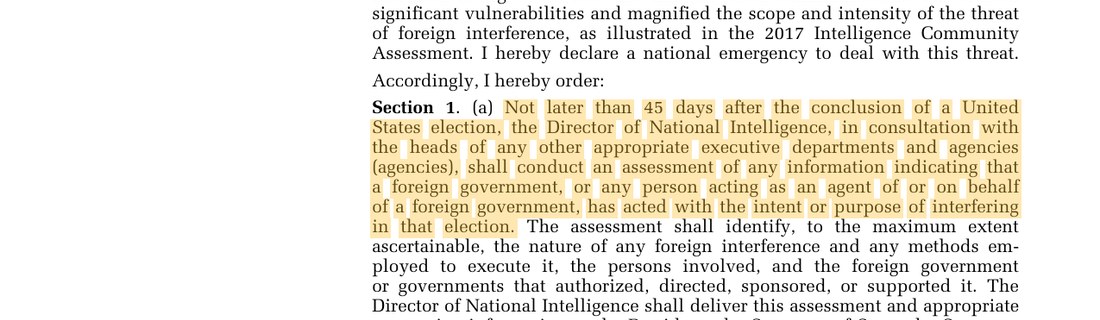 significant vulnerabilities and magnified the scope and intensity of the threat
of foreign interference, as illustrated in the 2017 Intelligence Community
Assessment. I hereby declare a national emergency to deal with this threat.
Accordingly, I hereby order:
Section 1. (a) Not later than 45 days after the conclusion of a United
States election, the Director of National Intelligence, in consultation with
the heads of any other appropriate executive departments and agencies
(agencies), shall conduct an assessment of any information indicating that
a foreign government, or any person acting as an agent of or on behalf
of a foreign government, has acted with the intent or purpose of interfering
in that election. The assessment shall identify, to the maximum extent
ascertainable, the nature of any foreign interference and any methods em-
ployed to execute it, the persons involved, and the foreign government
or governments that authorized, directed, sponsored, or supported it. The
Director of National Intelligence shall deliver this assessment and appropriate